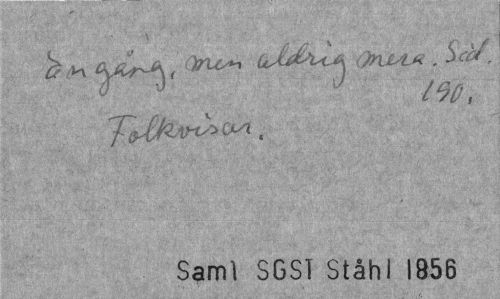 än gång, men aldrig mera. Sid.
190.
Folkvisor.
Saml SGST Ståhl 1856